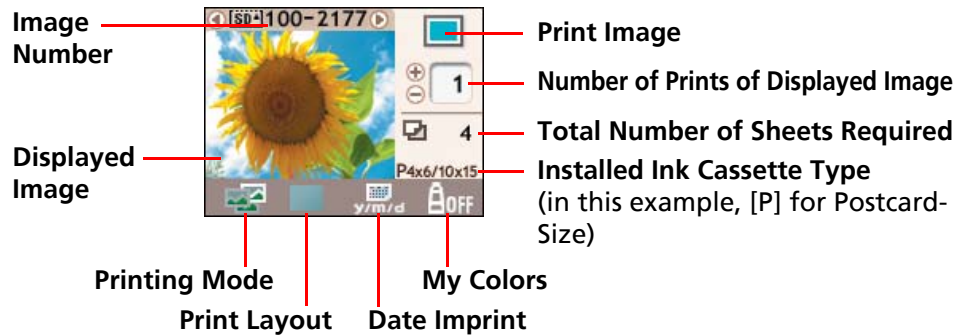 Image
Number
SD 100-2177
Print Image
1
Number of Prints of Displayed Image
4
Total Number of Sheets Required
Displayed
Image
P4x6/10x15
Installed Ink Cassette Type
(in this example, [P] for Postcard-
Size)
y/m/d
OFF
Printing Mode
My Colors
Print Layout
Date Imprint